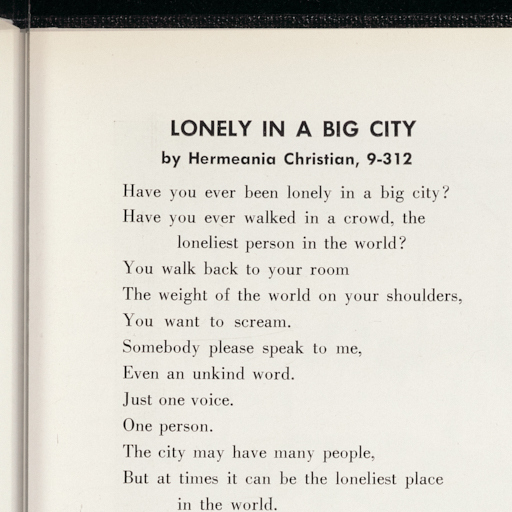 LONELY IN A BIG CITY
by Hermeania Christian, 9-312
Have you ever been lonely in a big city?
Have you ever walked in a crowd, the
loneliest person in the world?
You walk back to your room
The weight of the world on your shoulders,
You want to scream.
Somebody please speak to me,
Even an unkind word.
Just one voice.
One person.
The city may have many people,
But at times it can be the loneliest place
in the world.